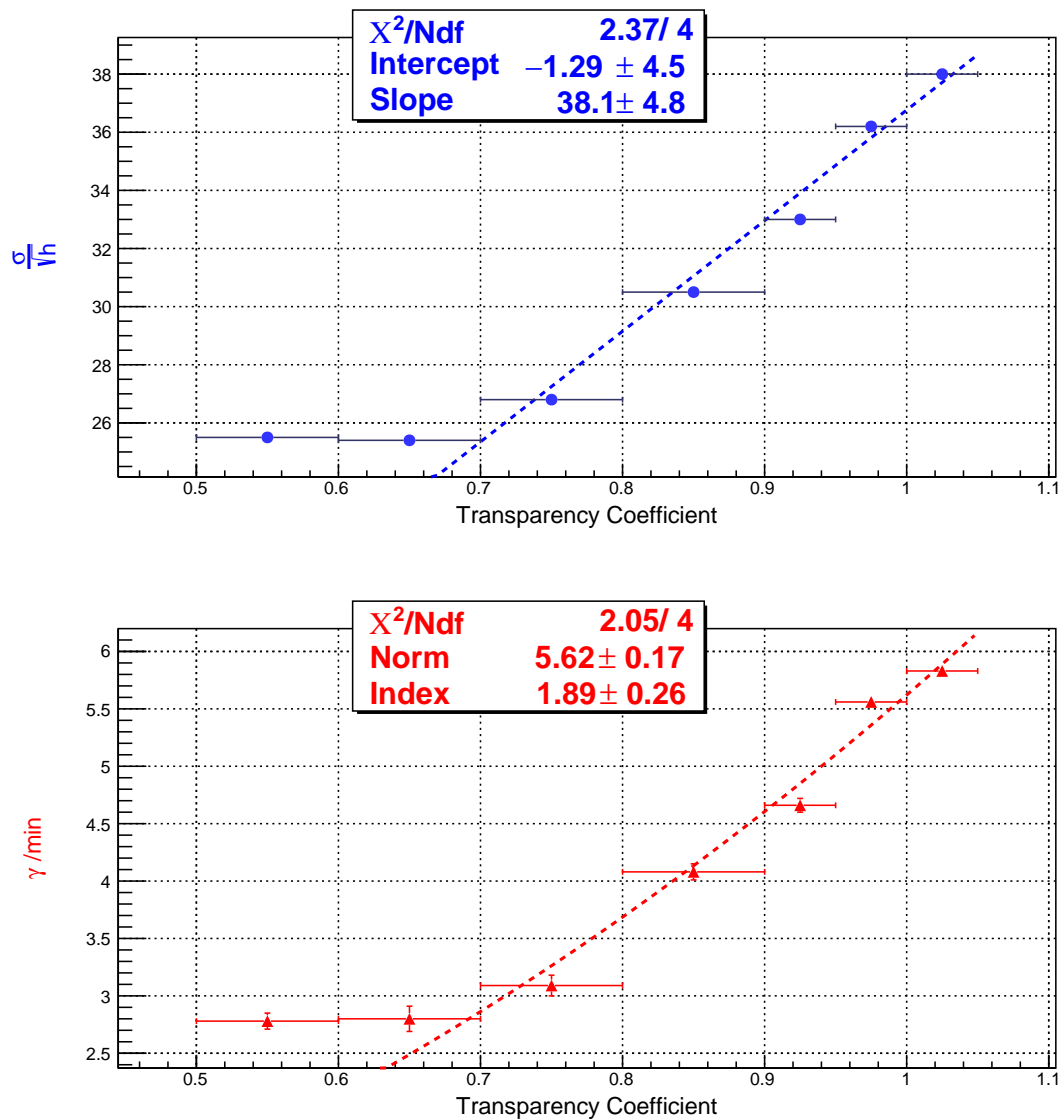 Χ²/Ndf 2.37/ 4
Intercept −1.29 ± 4.5
Slope 38.1± 4.8
38
36
34
32
30
28
26
σ/√h
0.5 0.6 0.7 0.8 0.9 1 1.1
Transparency Coefficient
Χ²/Ndf 2.05/ 4
Norm 5.62± 0.17
Index 1.89± 0.26
6
5.5
5
4.5
4
3.5
3
2.5
γ /min
0.5 0.6 0.7 0.8 0.9 1 1.1
Transparency Coefficient